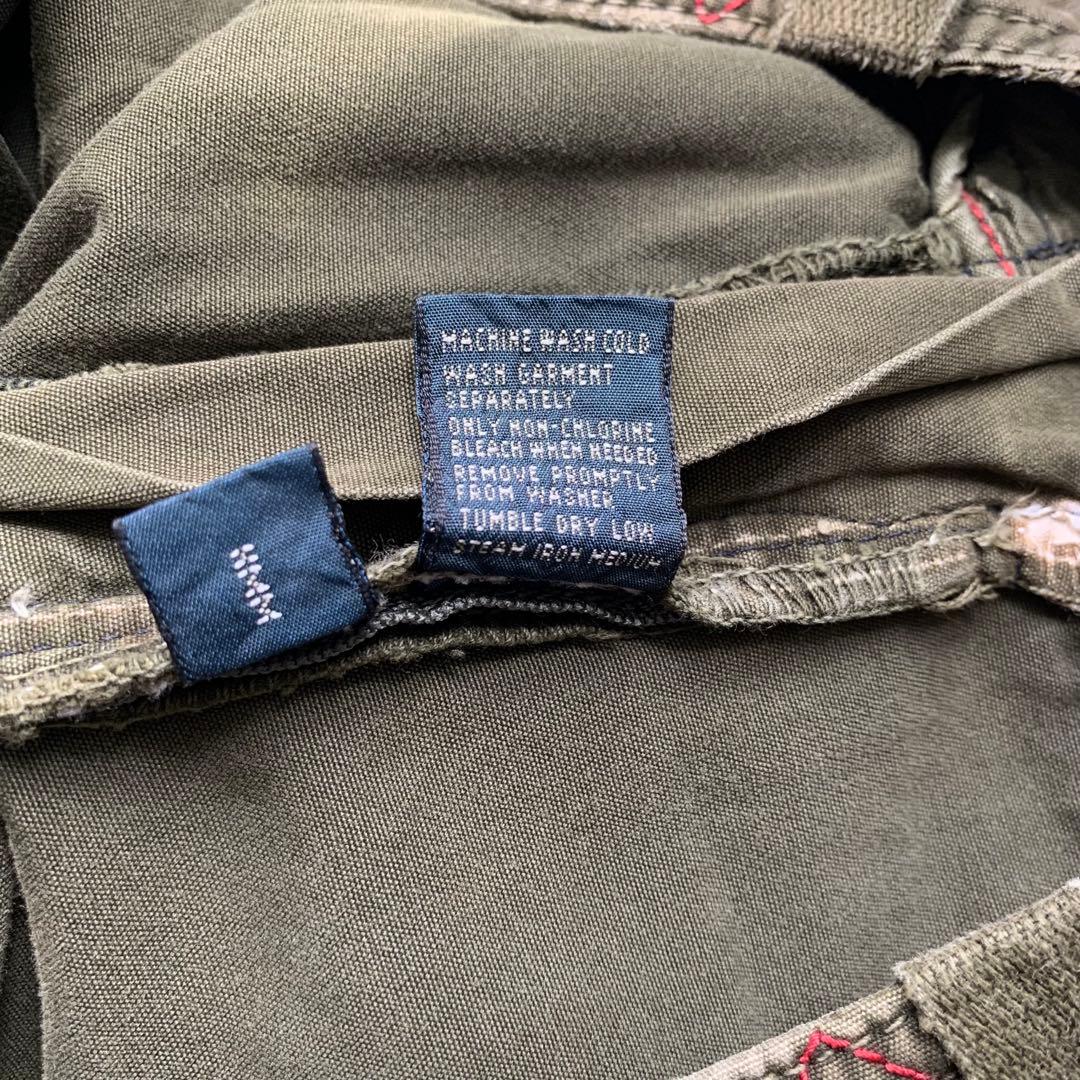 MACHINE WASH COLD
WASH GARMENT
SEPARATELY
ONLY NON-CHLORINE
BLEACH WHEN NEEDED
REMOVE PROMPTLY
FROM WASHER
TUMBLE DRY LOW
STEAM IRON MEDIUM